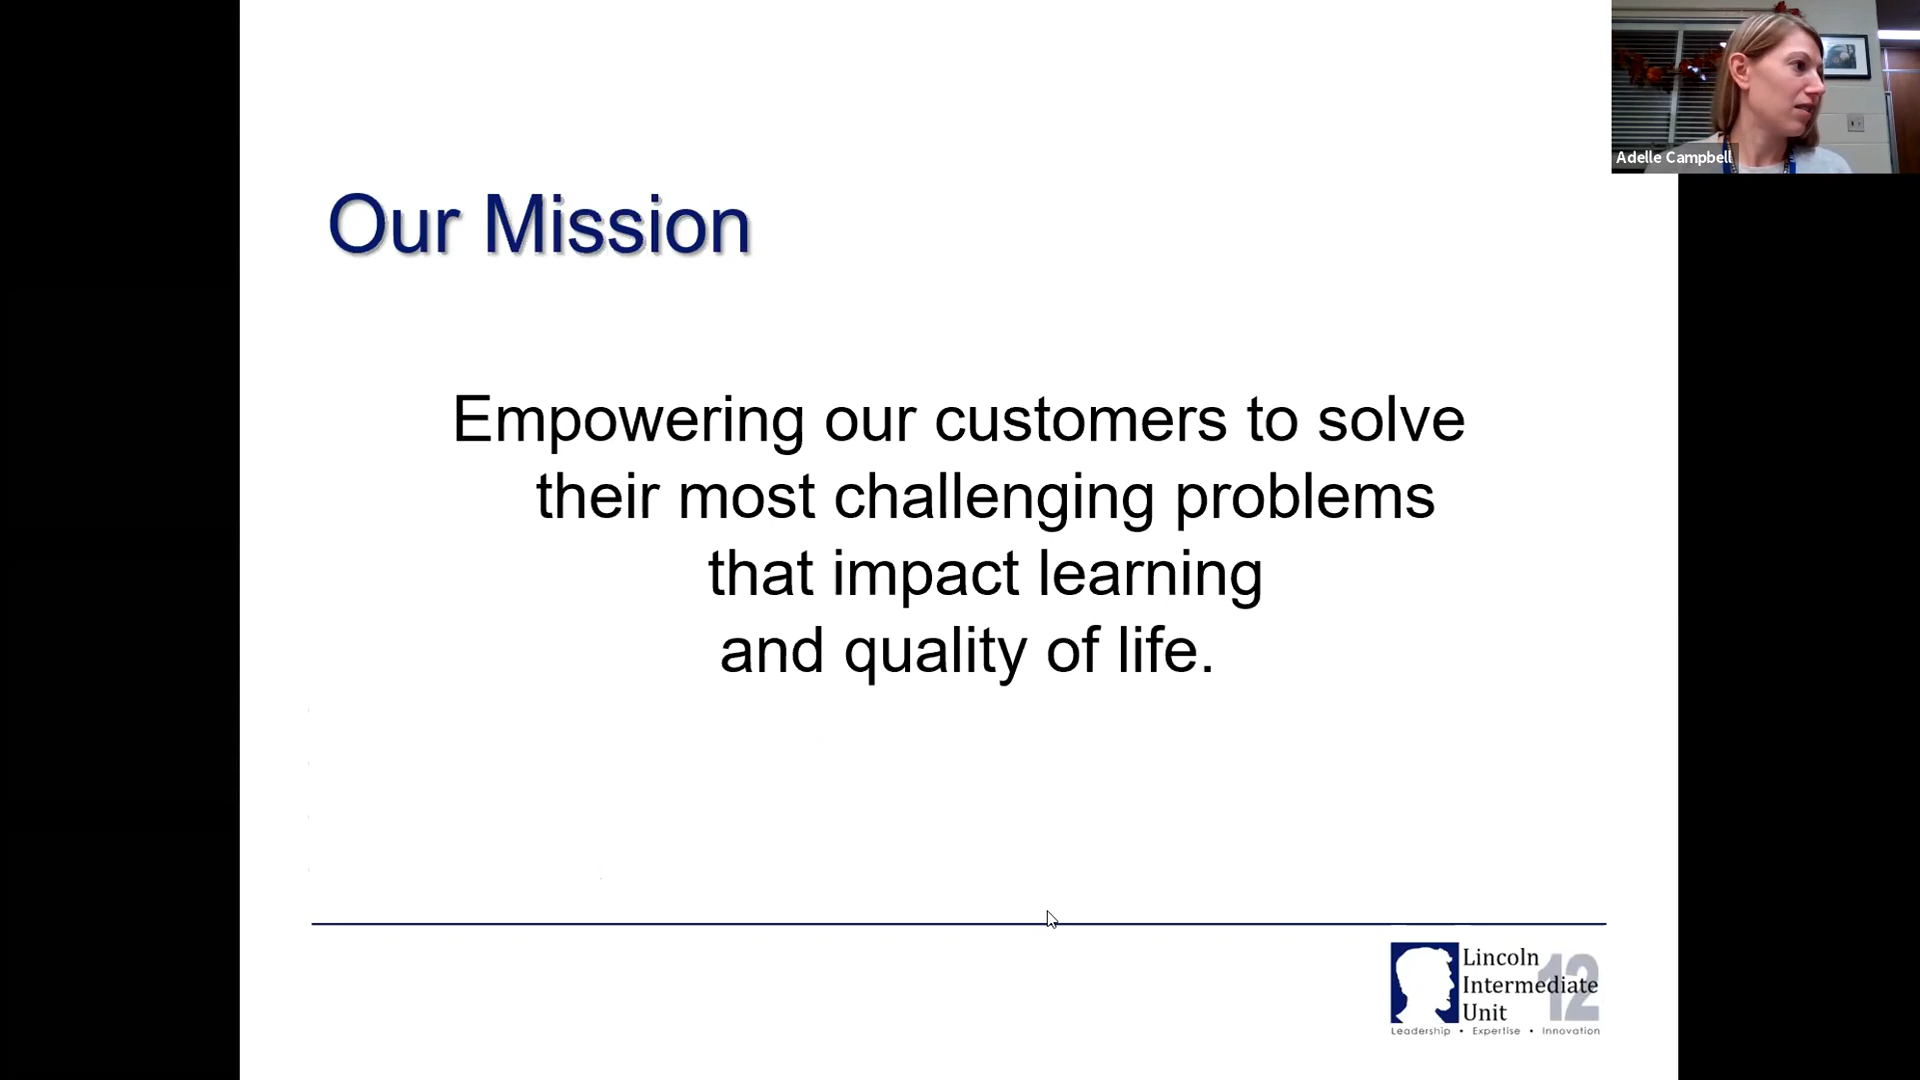 Adelle Campbell
Our Mission
Empowering our customers to solve
their most challenging problems
that impact learning
and quality of life.
Lincoln
Intermediate
Unit
12
Leadership • Expertise • Innovation